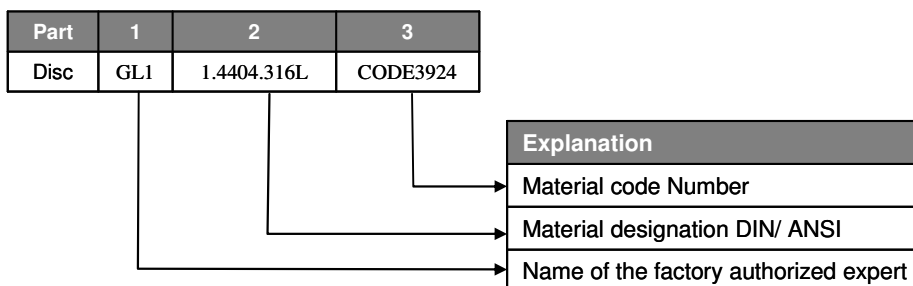 Part 1 2 3
Disc GL1 1.4404.316L CODE3924
Explanation
Material code Number
Material designation DIN/ ANSI
Name of the factory authorized expert